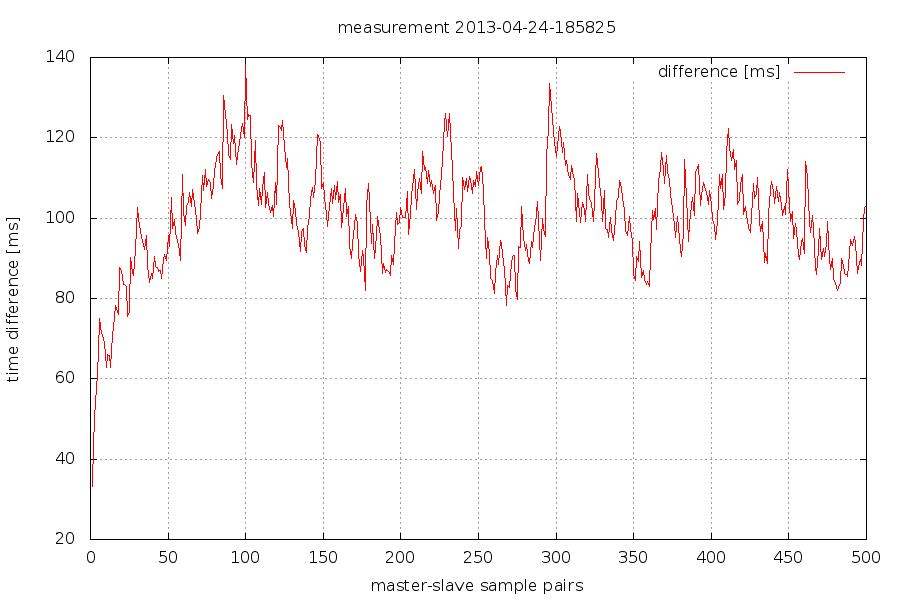 measurement 2013-04-24-185825
difference [ms]
140
120
100
80
60
40
20
time difference [ms]
0 50 100 150 200 250 300 350 400 450 500
master-slave sample pairs